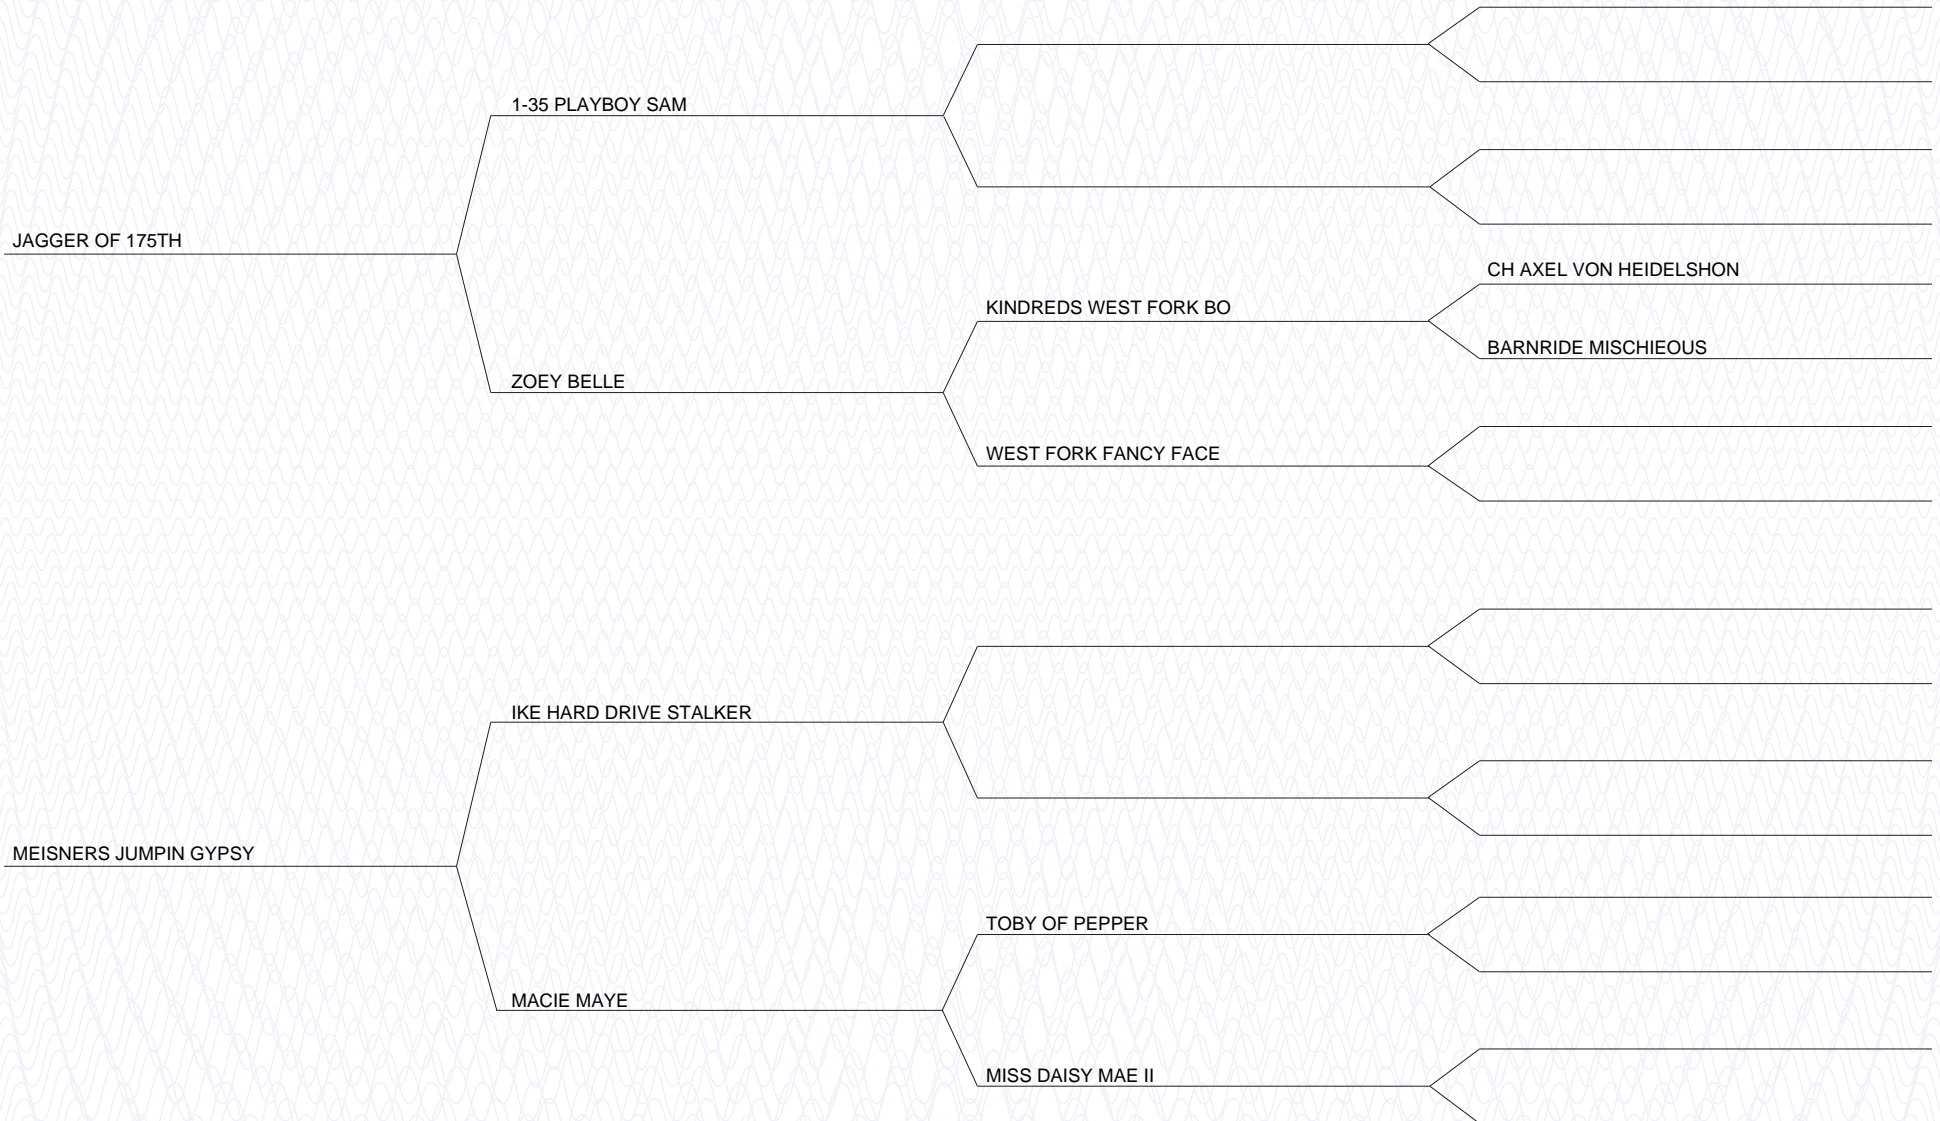 1-35 PLAYBOY SAM
JAGGER OF 175TH
CH AXEL VON HEIDELSHON
KINDREDS WEST FORK BO
BARNRIDE MISCHIEOUS
ZOEY BELLE
WEST FORK FANCY FACE
IKE HARD DRIVE STALKER
MEISNERS JUMPIN GYPSY
TOBY OF PEPPER
MACIE MAYE
MISS DAISY MAE II